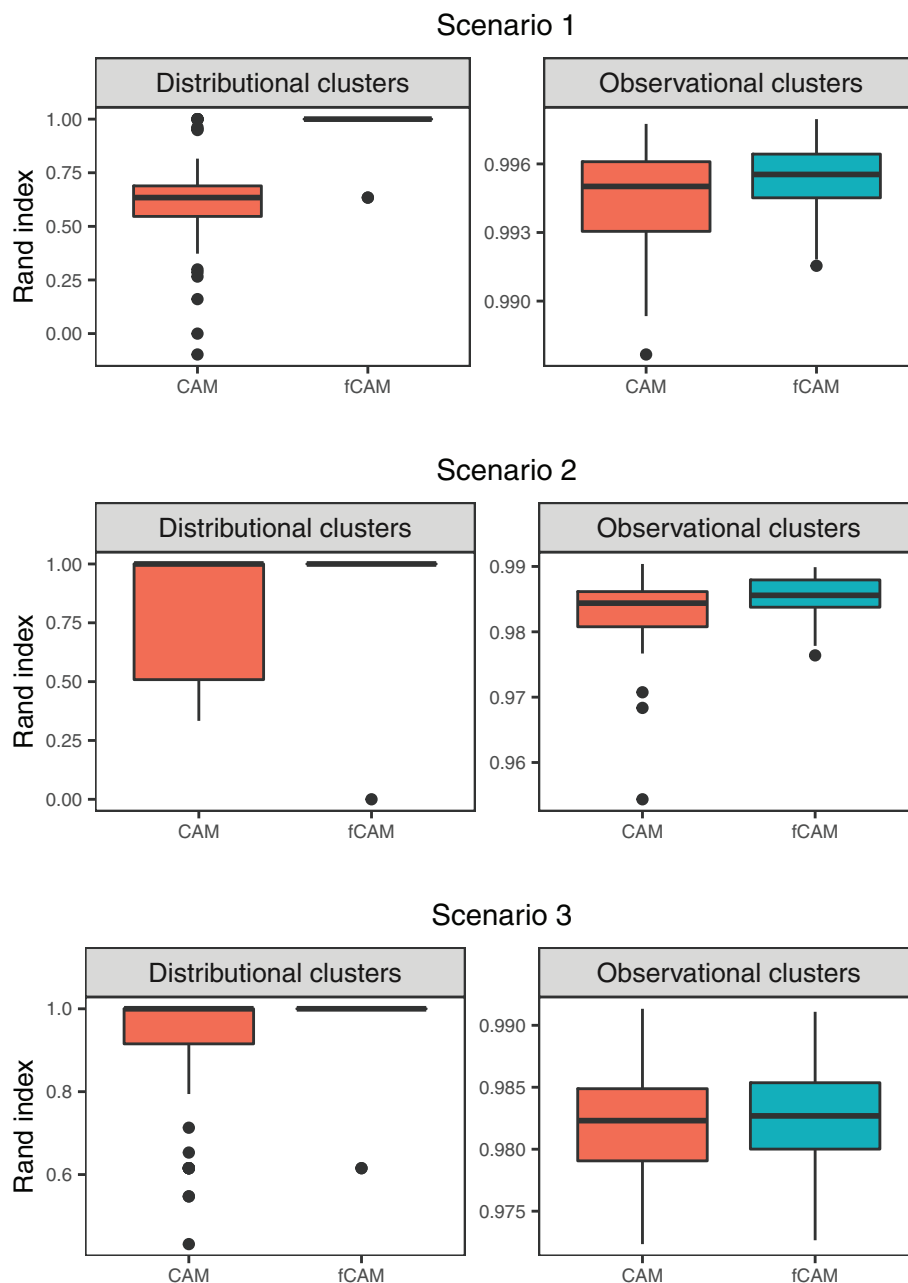 Scenario 1
Distributional clusters
Observational clusters
Rand index
1.00
0.75
0.50
0.25
0.00
0.996
0.993
0.990
CAM
fCAM
CAM
fCAM
Scenario 2
Distributional clusters
Observational clusters
Rand index
1.00
0.75
0.50
0.25
0.00
0.99
0.98
0.97
0.96
CAM
fCAM
CAM
fCAM
Scenario 3
Distributional clusters
Observational clusters
Rand index
1.0
0.8
0.6
0.990
0.985
0.980
0.975
CAM
fCAM
CAM
fCAM